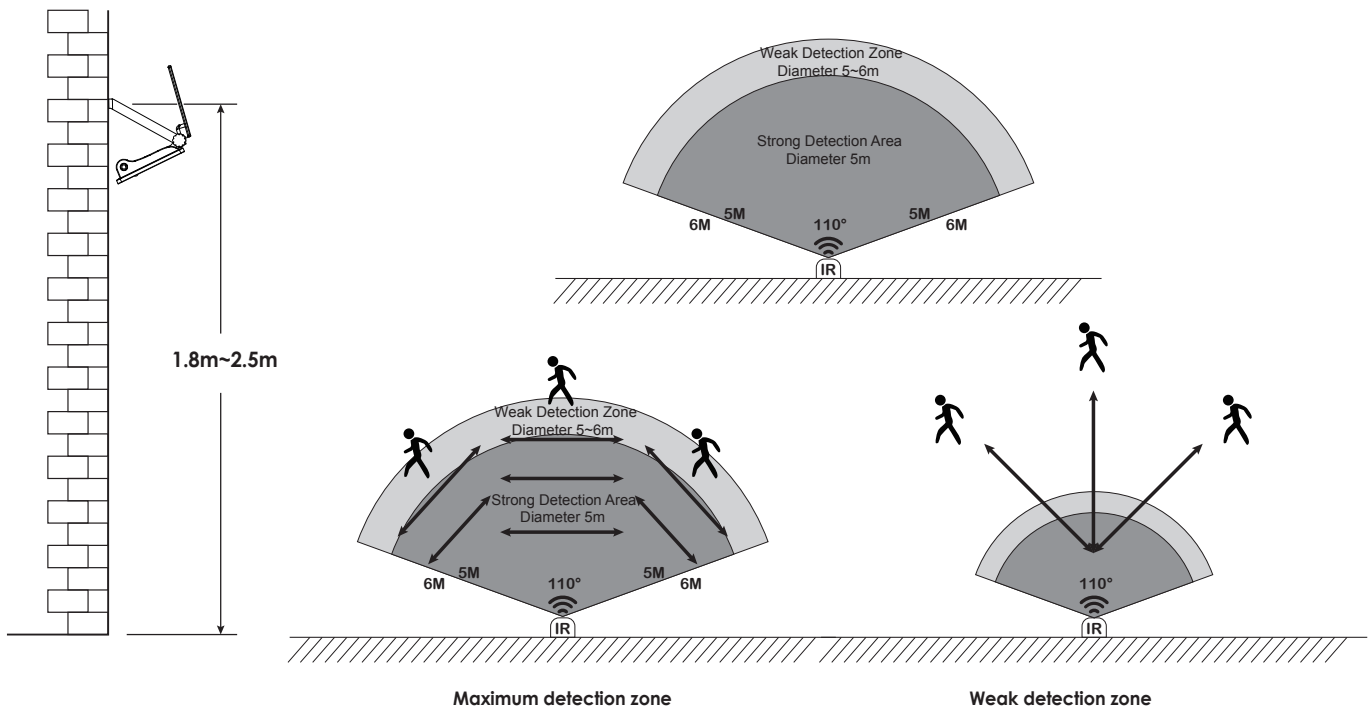 Weak Detection Zone
Diameter 5~6m
Strong Detection Area
Diameter 5m
6M 5M 110° 5M 6M
IR
1.8m~2.5m
Weak Detection Zone
Diameter 5~6m
Strong Detection Area
Diameter 5m
6M 5M 110° 5M 6M
IR
110°
IR
Maximum detection zone
Weak detection zone